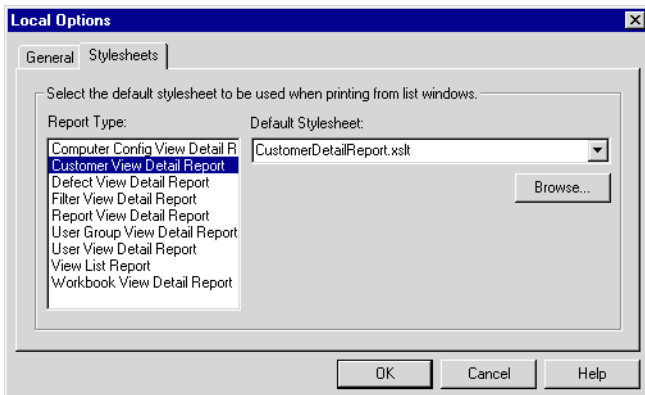 Local Options
General Stylesheets
Select the default stylesheet to be used when printing from list windows.
Report Type: Default Stylesheet:
Computer Config View Detail R
CustomerDetailReport.xslt
Customer View Detail Report
Defect View Detail Report
Browse...
Filter View Detail Report
Report View Detail Report
User Group View Detail Report
User View Detail Report
View List Report
Workbook View Detail Report
OK Cancel Help